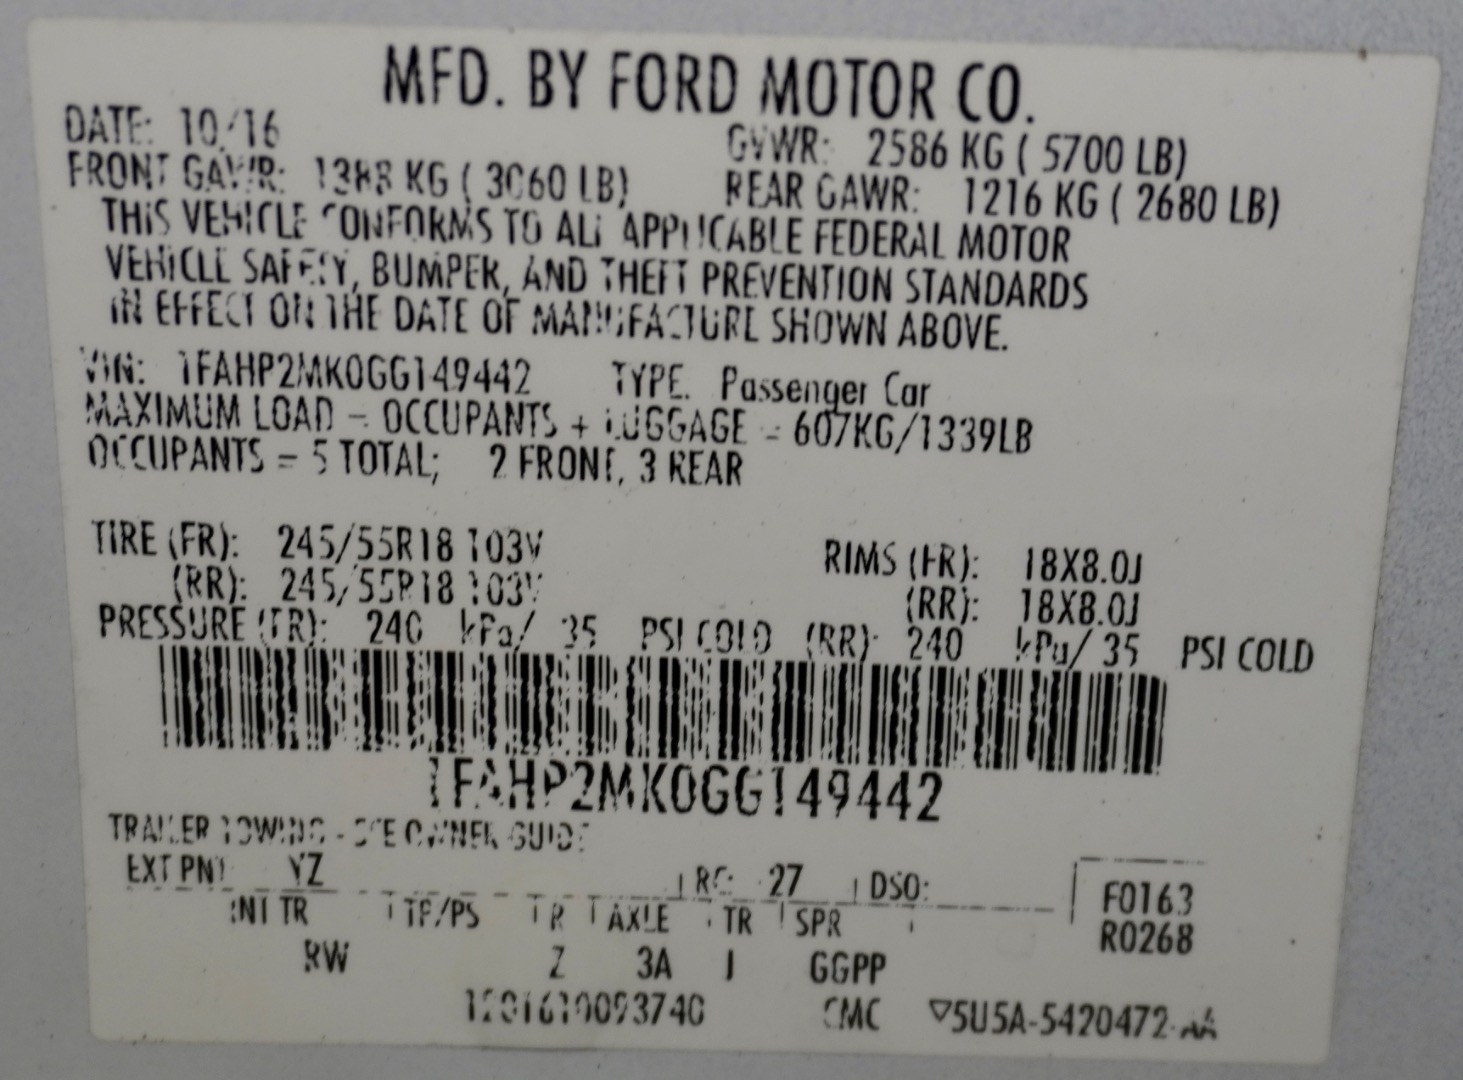 MFD. BY FORD MOTOR CO.
DATE: 10/16 GVWR: 2586 KG ( 5700 LB)
FRONT GAWR: 1388 KG ( 3060 LB) REAR GAWR: 1216 KG ( 2680 LB)
THIS VEHICLE CONFORMS TO ALL APPLICABLE FEDERAL MOTOR
VEHICLE SAFETY, BUMPER, AND THEFT PREVENTION STANDARDS
IN EFFECT ON THE DATE OF MANUFACTURE SHOWN ABOVE.
VIN: 1FAHP2MK0GG149442 TYPE: Passenger Car
MAXIMUM LOAD = OCCUPANTS + LUGGAGE = 607KG/1339LB
OCCUPANTS = 5 TOTAL; 2 FRONT, 3 REAR
TIRE (FR): 245/55R18 103V RIMS (FR): 18X8.0J
(RR): 245/55R18 103V (RR): 18X8.0J
PRESSURE (FR): 240 kPa/ 35 PSI COLD (RR): 240 kPa/ 35 PSI COLD
1FAHP2MK0GG149442
TRAILER TOWING - SEE OWNER GUIDE
EXT PNT YZ RC: 27 DSO: F0163
INT TR TP/PS R AXLE TR SPR R0268
RW Z 3A J GGPP
CMC ▽5U5A-5420472-AA